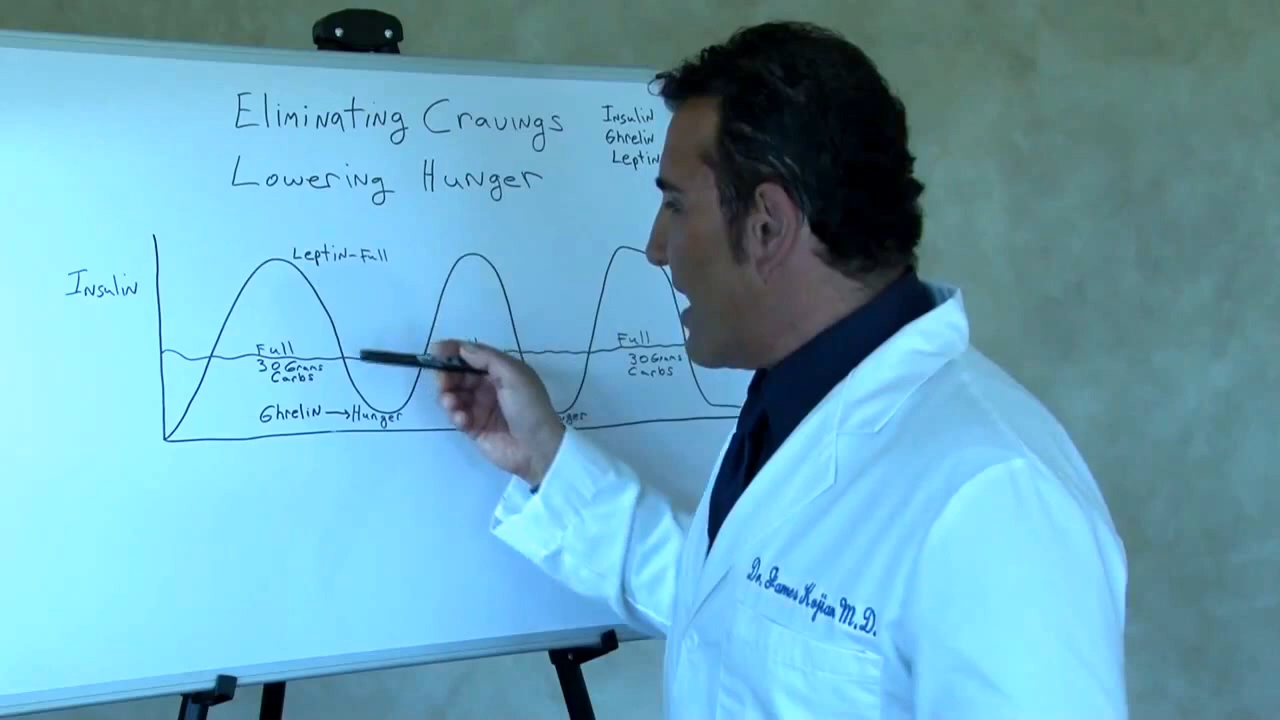 Eliminating Cravings
Lowering Hunger
Insulin
Ghrelin
Leptin
Insulin
Leptin-Full
Full
30 Grams
Carbs
Ghrelin → Hunger
Full
30 Grams
Carbs
Dr. James Kojian M.D.